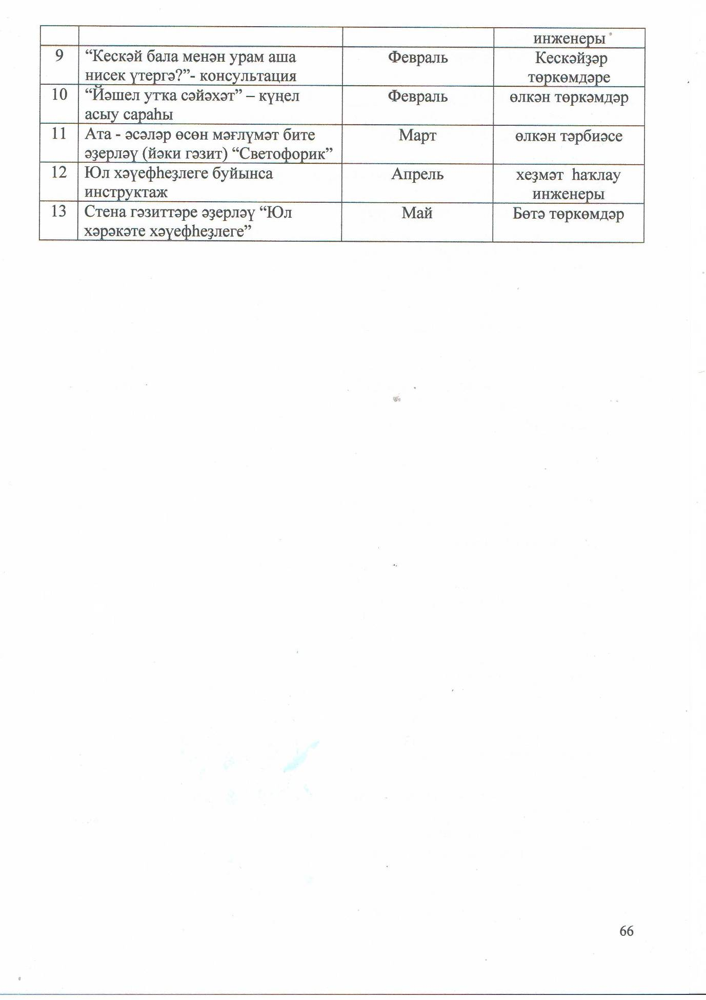 инженеры
9 “Кескәй бала менән урам аша Февраль Кескәйҙәр
нисек үтергә?”- консультация төркөмдәре
10 “Йәшел утҡа сәйәхәт” – күңел Февраль өлкән төркәмдәр
асыу сараһы
11 Ата - әсәләр өсөн мәғлүмәт бите Март өлкән тәрбиәсе
әҙерләү (йәки гәзит) “Светофорик”
12 Юл хәүефһеҙлеге буйынса Апрель хеҙмәт һаҡлау
инструктаж инженеры
13 Стена гәзиттәре әҙерләү “Юл Май Бөтә төркөмдәр
хәрәкәте хәүефһеҙлеге”
66